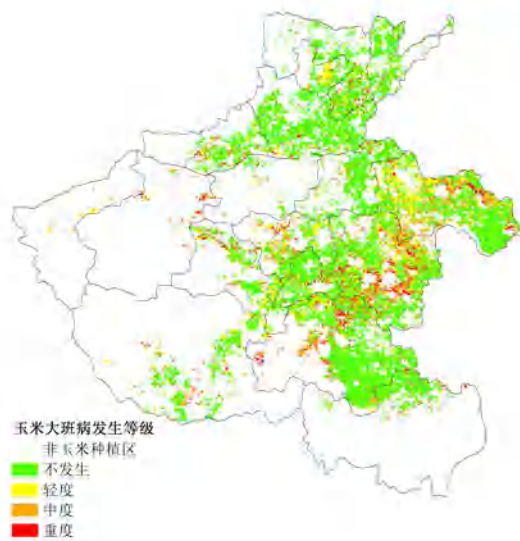 玉米大班病发生等级
非玉米种植区
不发生
轻度
中度
重度